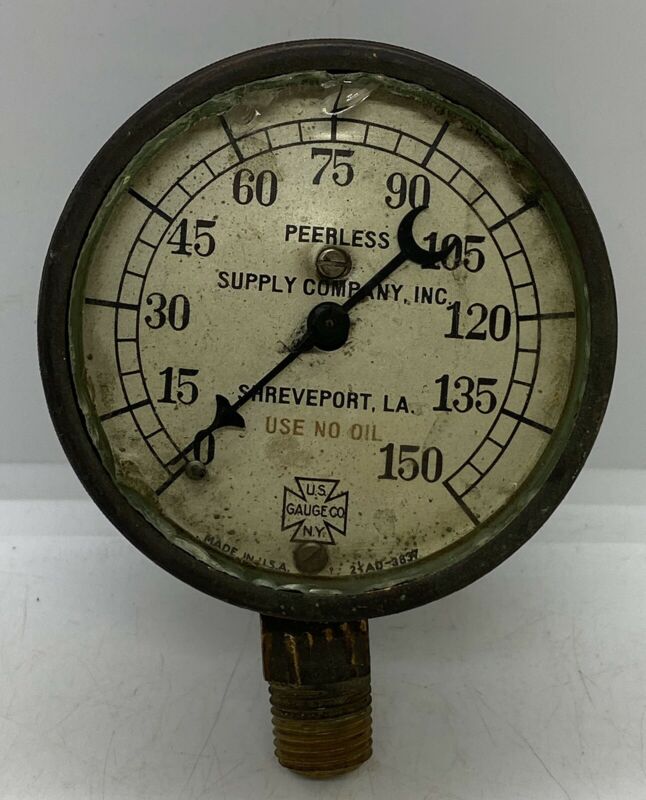 75
60
90
45
105
30
120
15
135
0
150
PEERLESS
SUPPLY COMPANY, INC.
SHREVEPORT, LA.
USE NO OIL
U.S.
GAUGE CO
N.Y.
MADE IN U.S.A.